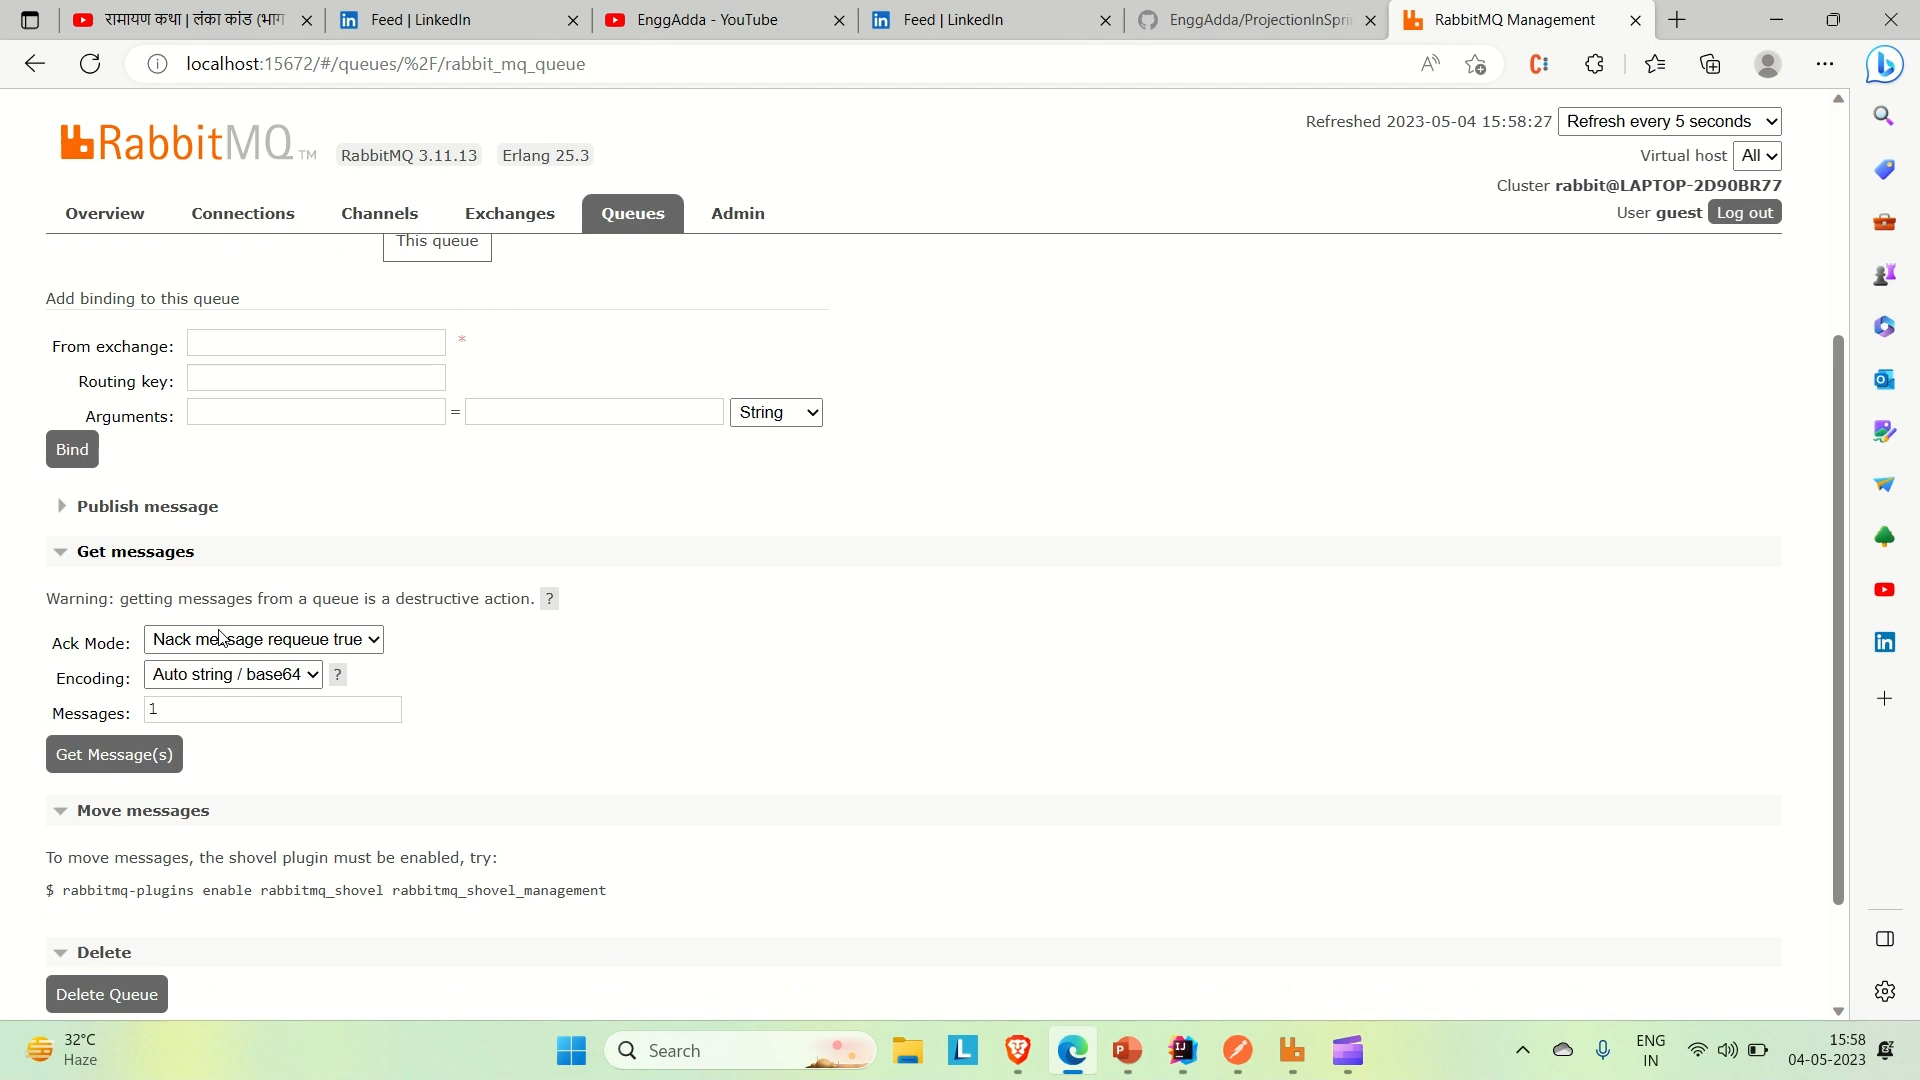 रामायण कथा | लंका कांड (भाग
Feed | LinkedIn
EnggAdda - YouTube
Feed | LinkedIn
EnggAdda/ProjectionInSpri
RabbitMQ Management
localhost:15672/#/queues/%2F/rabbit_mq_queue
RabbitMQ TM
RabbitMQ 3.11.13
Erlang 25.3
Refreshed 2023-05-04 15:58:27
Refresh every 5 seconds
Virtual host All
Cluster rabbit@LAPTOP-2D90BR77
User guest Log out
Overview Connections Channels Exchanges Queues Admin
This queue
Add binding to this queue
From exchange: *
Routing key:
Arguments: = String
Bind
Publish message
Get messages
Warning: getting messages from a queue is a destructive action. ?
Ack Mode: Nack message requeue true
Encoding: Auto string / base64 ?
Messages: 1
Get Message(s)
Move messages
To move messages, the shovel plugin must be enabled, try:
$ rabbitmq-plugins enable rabbitmq_shovel rabbitmq_shovel_management
Delete
Delete Queue
32°C
Haze
Search
ENG
IN
15:58
04-05-2023